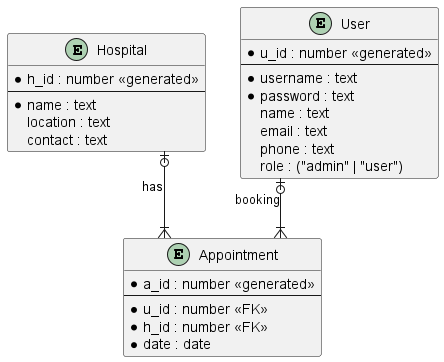 E Hospital
* h_id : number «generated»
* name : text
location : text
contact : text
E User
* u_id : number «generated»
* username : text
* password : text
name : text
email : text
phone : text
role : ("admin" | "user")
has
booking
E Appointment
* a_id : number «generated»
* u_id : number «FK»
* h_id : number «FK»
* date : date